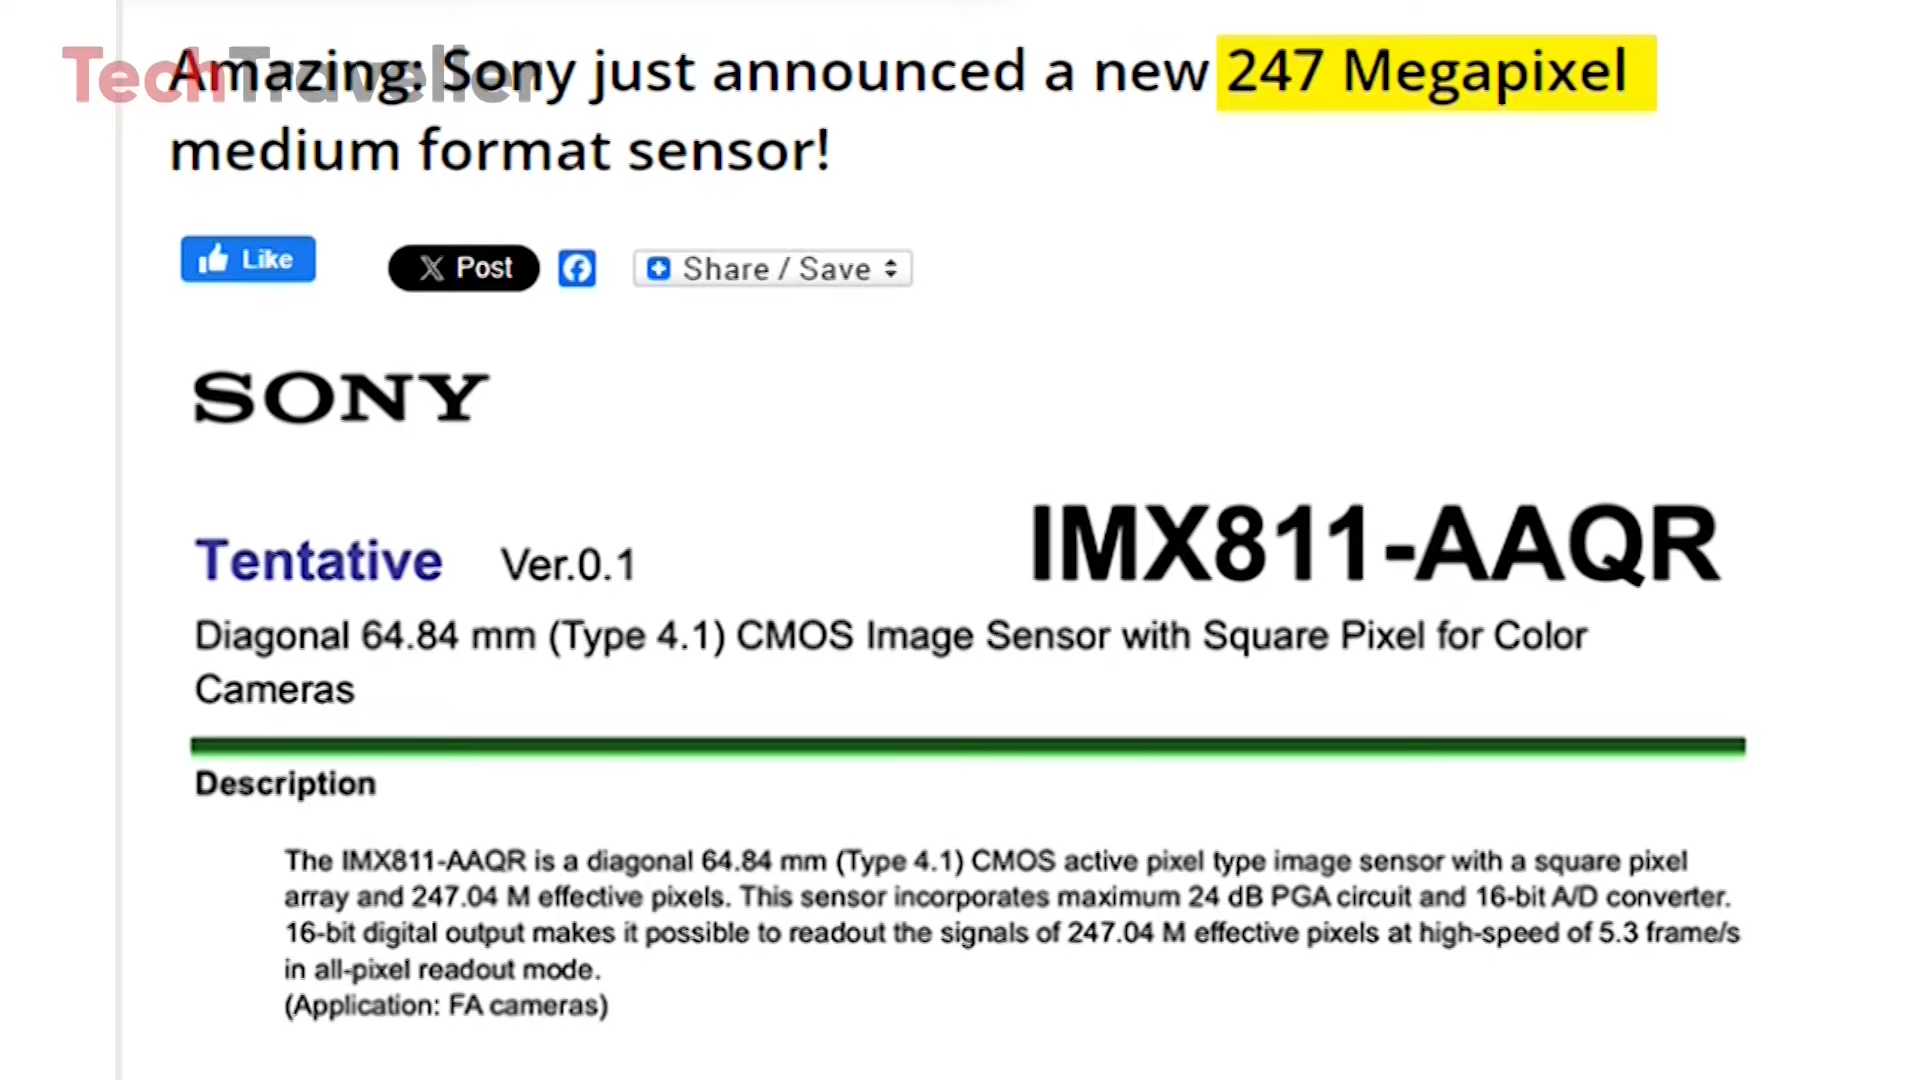 TechTraveller
Amazing: Sony just announced a new 247 Megapixel
medium format sensor!
Like
X Post
Share / Save
SONY
Tentative Ver.0.1 IMX811-AAQR
Diagonal 64.84 mm (Type 4.1) CMOS Image Sensor with Square Pixel for Color
Cameras
Description
The IMX811-AAQR is a diagonal 64.84 mm (Type 4.1) CMOS active pixel type image sensor with a square pixel
array and 247.04 M effective pixels. This sensor incorporates maximum 24 dB PGA circuit and 16-bit A/D converter.
16-bit digital output makes it possible to readout the signals of 247.04 M effective pixels at high-speed of 5.3 frame/s
in all-pixel readout mode.
(Application: FA cameras)